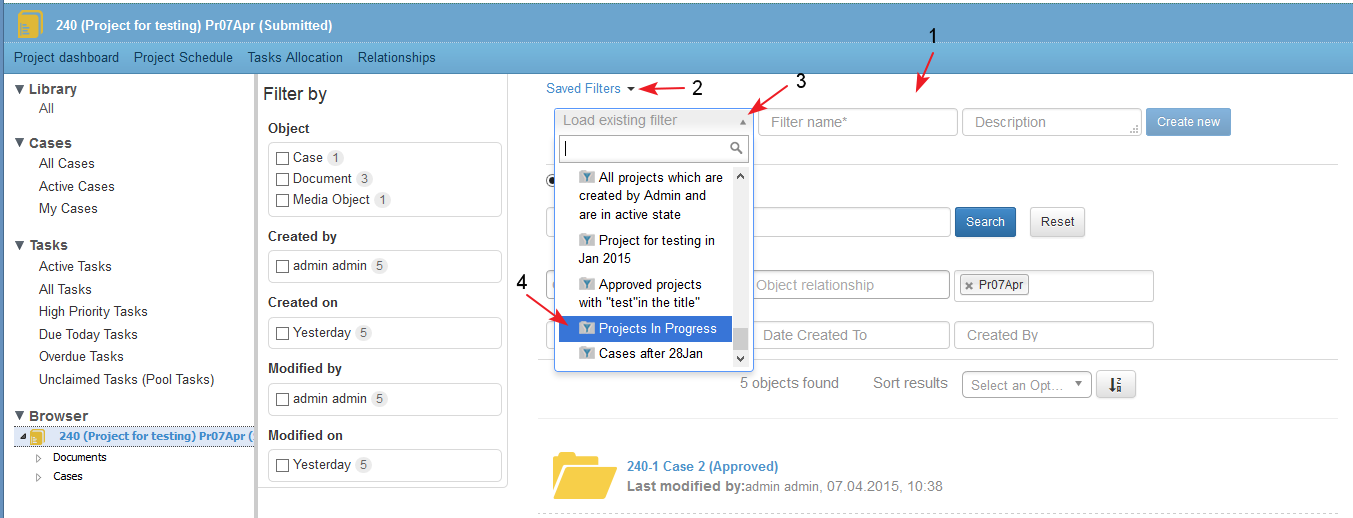 240 (Project for testing) Pr07Apr (Submitted)
Project dashboard Project Schedule Tasks Allocation Relationships
Library
All
Cases
All Cases
Active Cases
My Cases
Tasks
Active Tasks
All Tasks
High Priority Tasks
Due Today Tasks
Overdue Tasks
Unclaimed Tasks (Pool Tasks)
Browser
240 (Project for testing) Pr07Apr (
Documents
Cases
Filter by
Object
Case 1
Document 3
Media Object 1
Created by
admin admin 5
Created on
Yesterday 5
Modified by
admin admin 5
Modified on
Yesterday 5
1
Saved Filters 2
3
Load existing filter Filter name* Description Create new
All projects which are
created by Admin and
are in active state
Project for testing in
Jan 2015
Approved projects
with "test"in the title"
4
Projects In Progress
Cases after 28Jan
Search Reset
Object relationship Pr07Apr
Date Created To Created By
5 objects found Sort results Select an Opt...
240-1 Case 2 (Approved)
Last modified by:admin admin, 07.04.2015, 10:38